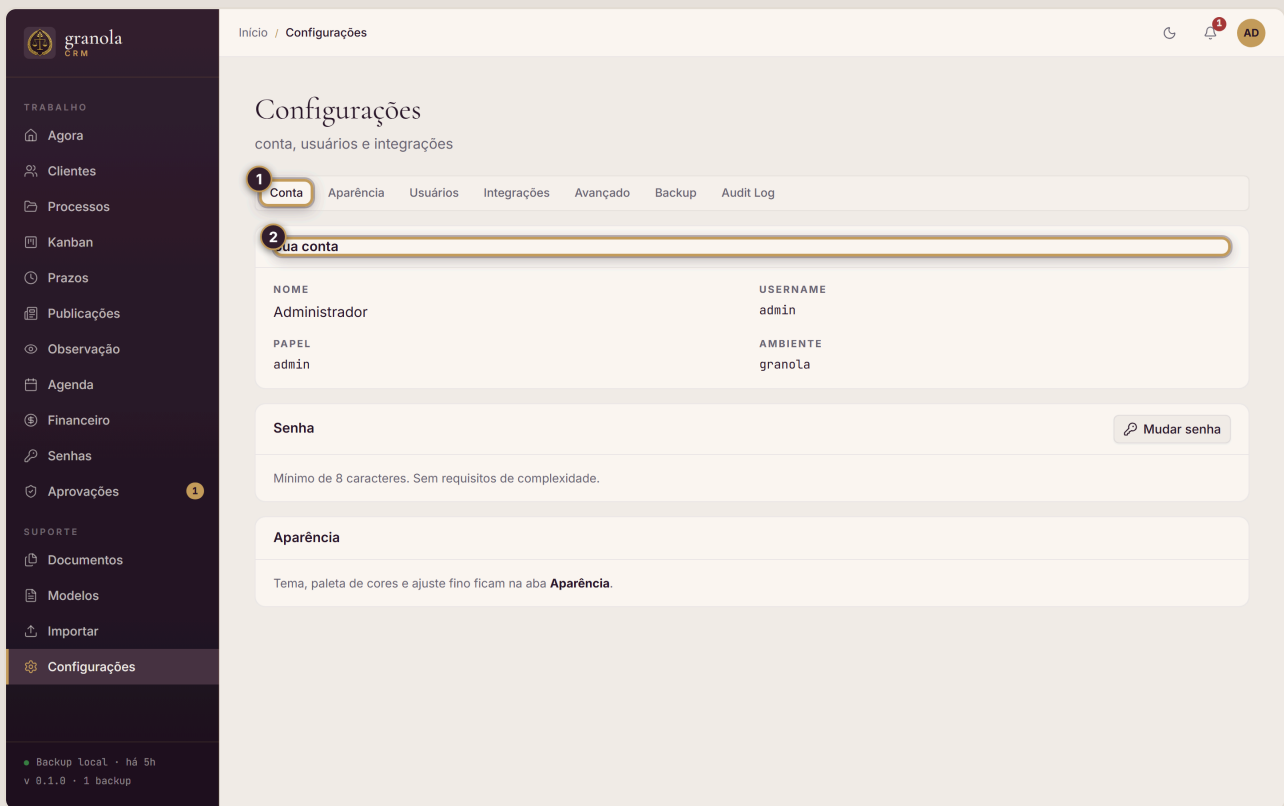 granola
CRM
TRABALHO
Agora
Clientes
Processos
Kanban
Prazos
Publicações
Observação
Agenda
Financeiro
Senhas
Aprovações 1
SUPORTE
Documentos
Modelos
Importar
Configurações
Backup local · há 5h
v 0.1.0 · 1 backup
Início / Configurações
1
AD
Configurações
conta, usuários e integrações
1
Conta Aparência Usuários Integrações Avançado Backup Audit Log
2
ua conta
NOME
Administrador
USERNAME
admin
PAPEL
admin
AMBIENTE
granola
Senha
Mudar senha
Mínimo de 8 caracteres. Sem requisitos de complexidade.
Aparência
Tema, paleta de cores e ajuste fino ficam na aba Aparência.